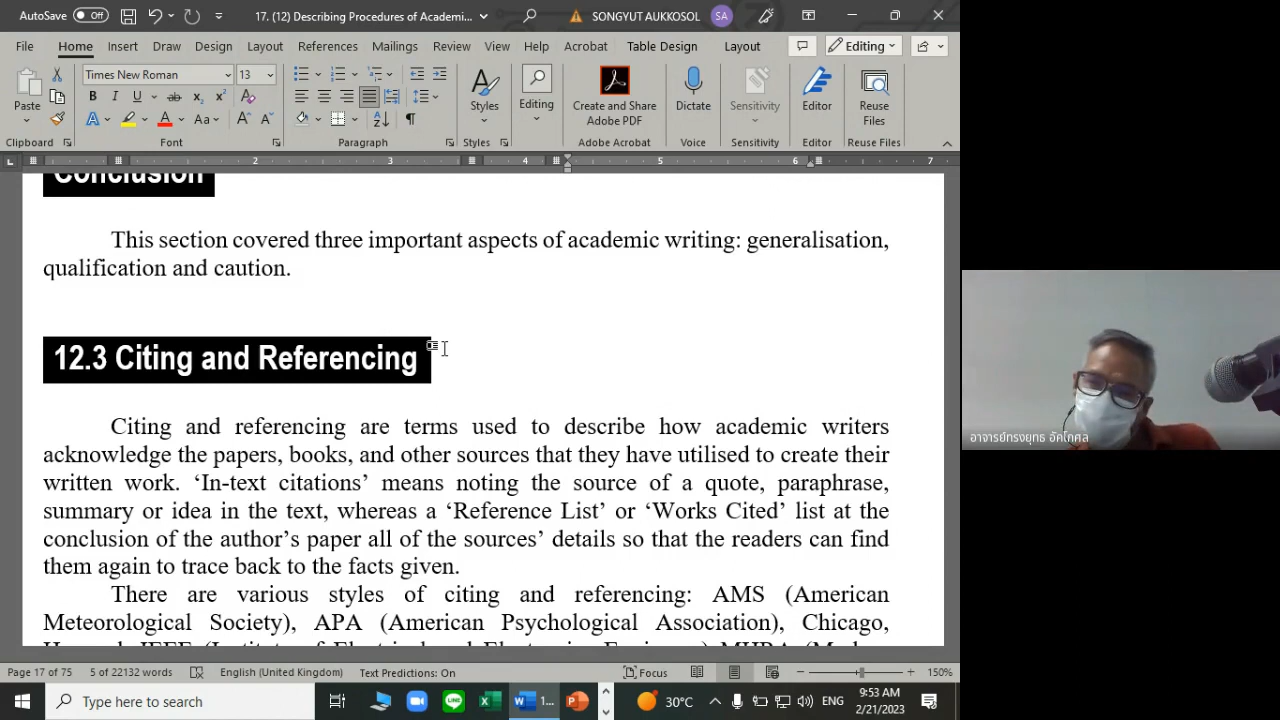 AutoSave Off 17. (12) Describing Procedures of Academi... SONGYUT AUKKOSOL SA
File Home Insert Draw Design Layout References Mailings Review View Help Acrobat Table Design Layout Editing
Times New Roman 13
Paste Styles Editing Create and Share Adobe PDF Dictate Sensitivity Editor Reuse Files
Clipboard Font Paragraph Styles Adobe Acrobat Voice Sensitivity Editor Reuse Files
2 3 4 5 6 7
Conclusion
This section covered three important aspects of academic writing: generalisation,
qualification and caution.
12.3 Citing and Referencing
Citing and referencing are terms used to describe how academic writers
acknowledge the papers, books, and other sources that they have utilised to create their
written work. ‘In-text citations’ means noting the source of a quote, paraphrase,
summary or idea in the text, whereas a ‘Reference List’ or ‘Works Cited’ list at the
conclusion of the author’s paper all of the sources’ details so that the readers can find
them again to trace back to the facts given.
There are various styles of citing and referencing: AMS (American
Meteorological Society), APA (American Psychological Association), Chicago,
อาจารย์ทรงยุทธ อัคโกศล
Page 17 of 75 5 of 22132 words English (United Kingdom) Text Predictions: On Focus 150%
Type here to search 1... 30°C ENG 9:53 AM
2/21/2023